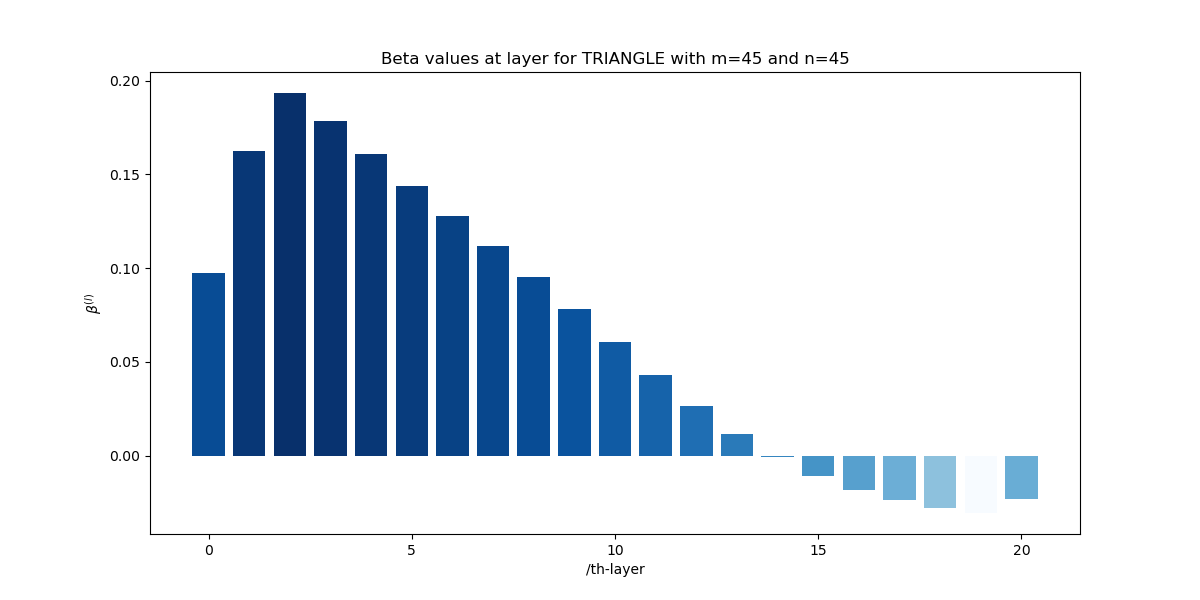 Beta values at layer for TRIANGLE with m=45 and n=45
0.20
0.15
0.10
0.05
0.00
β^(l)
0 5 10 15 20
/th-layer